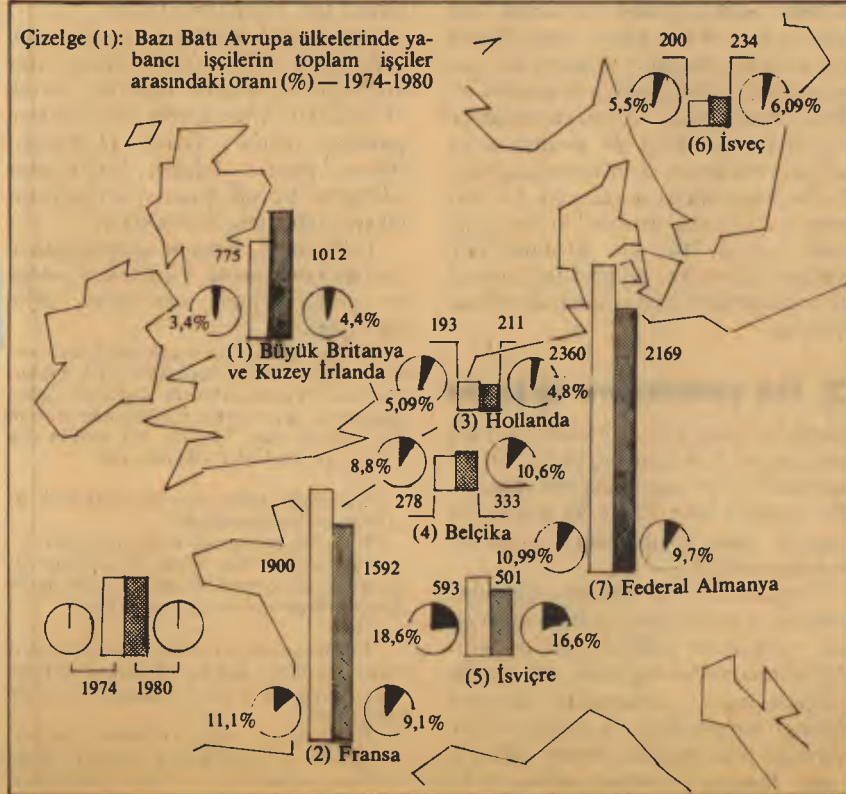 Çizelge (1): Bazı Batı Avrupa ülkelerinde ya-
bancı işçilerin toplam işçiler
arasındaki oranı (%) — 1974-1980
200 234
5,5% 6,09%
(6) İsveç
775 1012
3,4% 4,4%
(1) Büyük Britanya
ve Kuzey İrlanda
193 211
5,09% 4,8%
(3) Hollanda
2360 2169
10,99% 9,7%
(7) Federal Almanya
8,8% 10,6%
278 333
(4) Belçika
1900 1592
11,1% 9,1%
(2) Fransa
593 501
18,6% 16,6%
(5) İsviçre
1974 1980